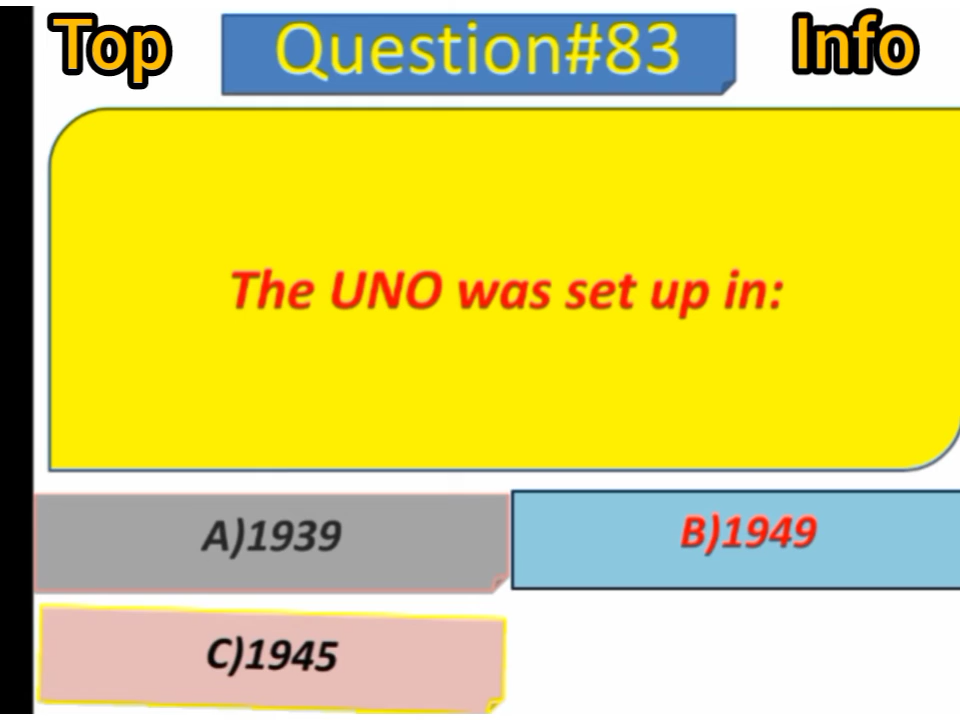 Top Question#83 Info
The UNO was set up in:
A)1939 B)1949
C)1945